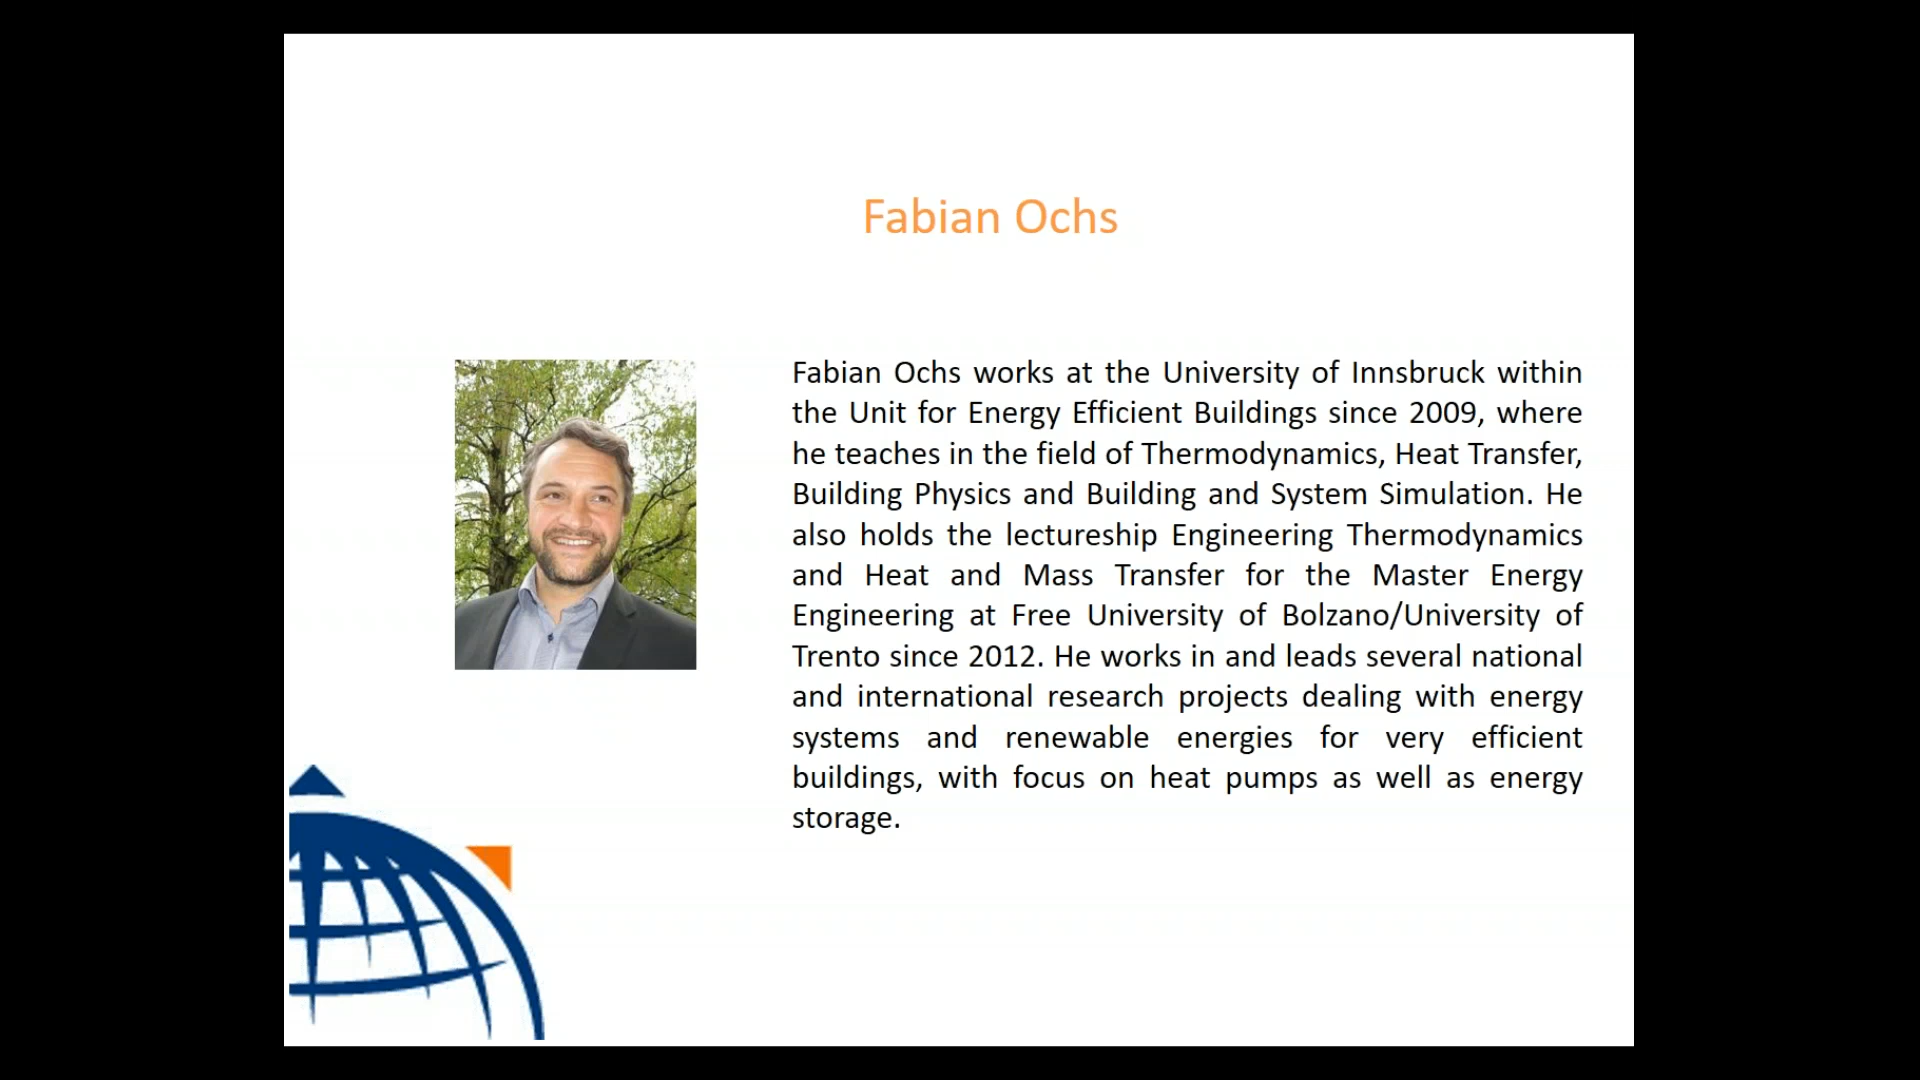 Fabian Ochs
Fabian Ochs works at the University of Innsbruck within
the Unit for Energy Efficient Buildings since 2009, where
he teaches in the field of Thermodynamics, Heat Transfer,
Building Physics and Building and System Simulation. He
also holds the lectureship Engineering Thermodynamics
and Heat and Mass Transfer for the Master Energy
Engineering at Free University of Bolzano/University of
Trento since 2012. He works in and leads several national
and international research projects dealing with energy
systems and renewable energies for very efficient
buildings, with focus on heat pumps as well as energy
storage.